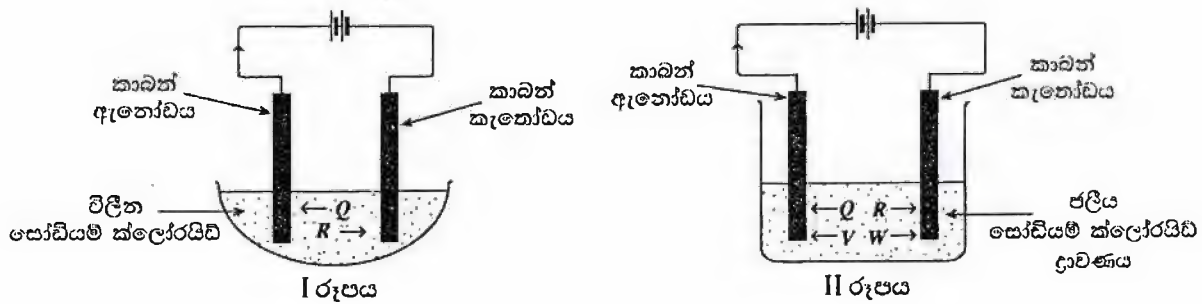 කාබන්
ඇනෝඩය
කාබන්
කැතෝඩය
විලීන
සෝඩියම් ක්ලෝරයිඩ්
← Q
R →
I රූපය
කාබන්
ඇනෝඩය
කාබන්
කැතෝඩය
← Q R →
← V W →
ජලීය
සෝඩියම් ක්ලෝරයිඩ්
ද්‍රාවණය
II රූපය